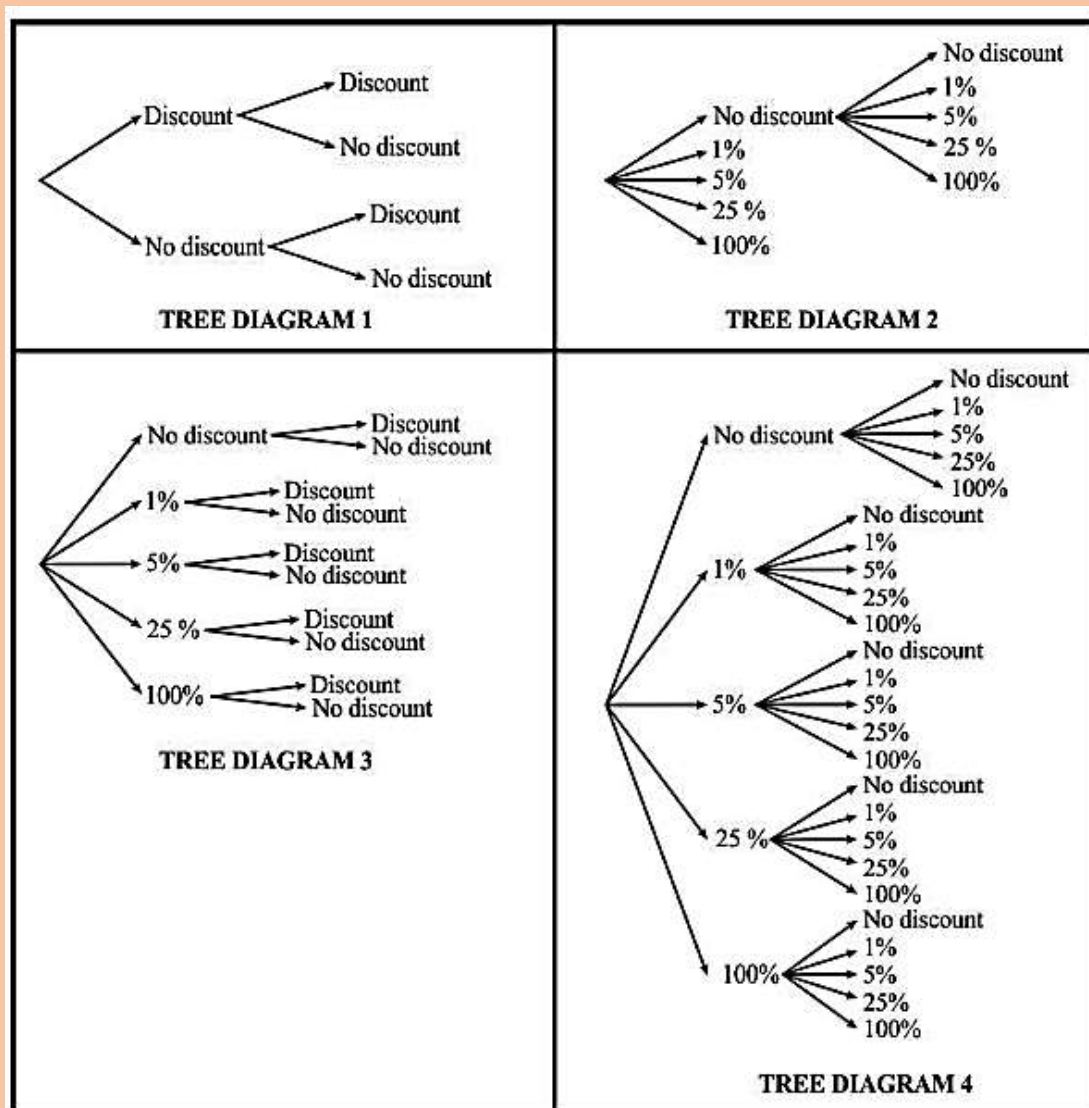 Discount
Discount
No discount
No discount
Discount
No discount
TREE DIAGRAM 1
No discount
1%
5%
25 %
100%
No discount
1%
5%
25 %
100%
TREE DIAGRAM 2
No discount
Discount
No discount
1%
Discount
No discount
5%
Discount
No discount
25 %
Discount
No discount
100%
Discount
No discount
TREE DIAGRAM 3
No discount
No discount
1%
5%
25%
100%
1%
No discount
1%
5%
25%
100%
5%
No discount
1%
5%
25%
100%
25 %
No discount
1%
5%
25%
100%
100%
No discount
1%
5%
25%
100%
TREE DIAGRAM 4